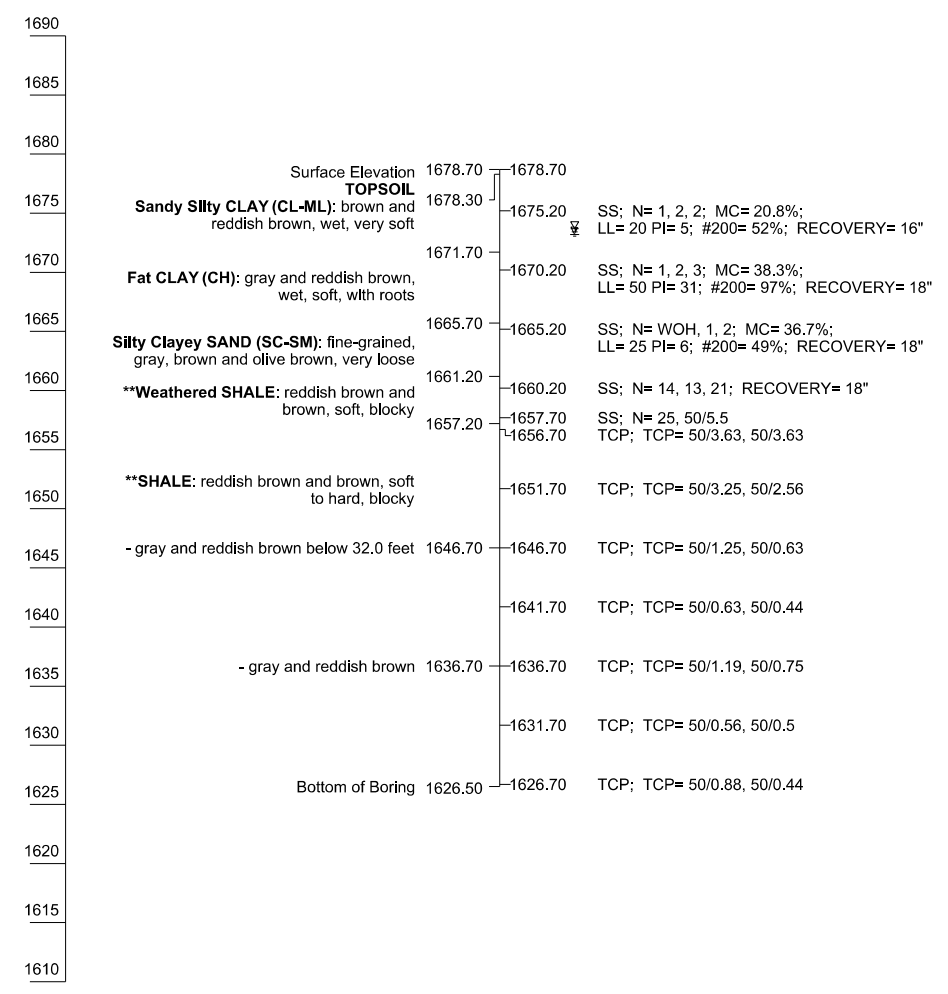 1690
1685
1680
Surface Elevation 1678.70 1678.70
TOPSOIL
1678.30
Sandy Silty CLAY (CL-ML): brown and
reddish brown, wet, very soft
1675
1675.20 SS; N= 1, 2, 2; MC= 20.8%;
LL= 20 PI= 5; #200= 52%; RECOVERY= 16"
1671.70
1670
Fat CLAY (CH): gray and reddish brown,
wet, soft, with roots
1670.20 SS; N= 1, 2, 3; MC= 38.3%;
LL= 50 PI= 31; #200= 97%; RECOVERY= 18"
1665.70
1665
Silty Clayey SAND (SC-SM): fine-grained,
gray, brown and olive brown, very loose
1665.20 SS; N= WOH, 1, 2; MC= 36.7%;
LL= 25 PI= 6; #200= 49%; RECOVERY= 18"
1661.20
1660
**Weathered SHALE: reddish brown and
brown, soft, blocky
1660.20 SS; N= 14, 13, 21; RECOVERY= 18"
1657.20
1657.70 SS; N= 25, 50/5.5
1655
1656.70 TCP; TCP= 50/3.63, 50/3.63
1650
**SHALE: reddish brown and brown, soft
to hard, blocky
1651.70 TCP; TCP= 50/3.25, 50/2.56
1645
- gray and reddish brown below 32.0 feet 1646.70 1646.70 TCP; TCP= 50/1.25, 50/0.63
1640
1641.70 TCP; TCP= 50/0.63, 50/0.44
1635
- gray and reddish brown 1636.70 1636.70 TCP; TCP= 50/1.19, 50/0.75
1630
1631.70 TCP; TCP= 50/0.56, 50/0.5
1625
Bottom of Boring 1626.50 1626.70 TCP; TCP= 50/0.88, 50/0.44
1620
1615
1610